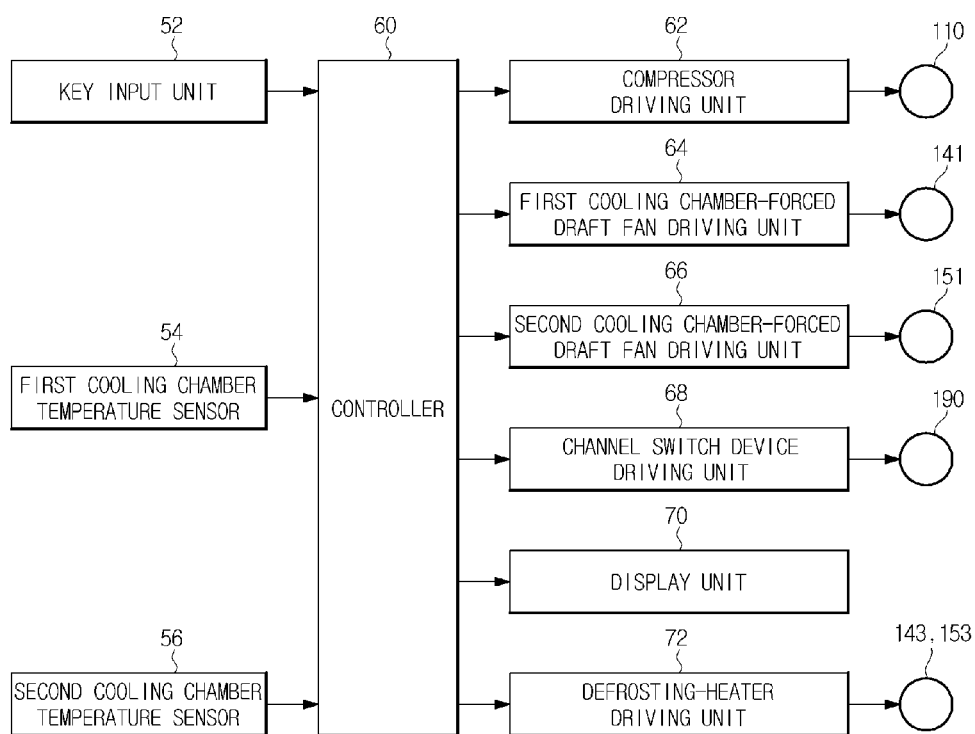 52
60
62
110
KEY INPUT UNIT
COMPRESSOR
DRIVING UNIT
64
141
FIRST COOLING CHAMBER-FORCED
DRAFT FAN DRIVING UNIT
66
151
SECOND COOLING CHAMBER-FORCED
DRAFT FAN DRIVING UNIT
54
FIRST COOLING CHAMBER
TEMPERATURE SENSOR
CONTROLLER
68
190
CHANNEL SWITCH DEVICE
DRIVING UNIT
70
DISPLAY UNIT
56
SECOND COOLING CHAMBER
TEMPERATURE SENSOR
72
143, 153
DEFROSTING-HEATER
DRIVING UNIT